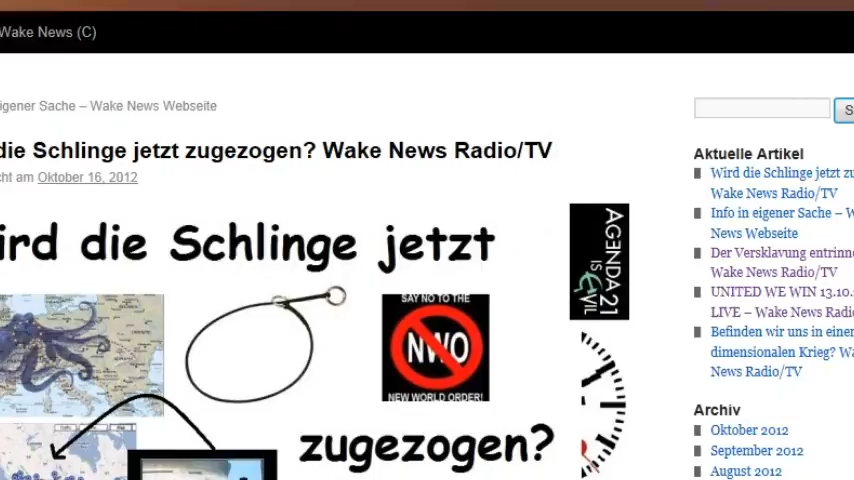 Wake News (C)
igener Sache – Wake News Webseite
die Schlinge jetzt zugezogen? Wake News Radio/TV
cht am Oktober 16, 2012
ird die Schlinge jetzt
zugezogen?
SAY NO TO THE
NWO
NEW WORLD ORDER!
AGENDA 21
IS EVIL
S
Aktuelle Artikel
Wird die Schlinge jetzt zu
Wake News Radio/TV
Info in eigener Sache – W
News Webseite
Der Versklavung entrinne
Wake News Radio/TV
UNITED WE WIN 13.10.
LIVE – Wake News Radio
Befinden wir uns in einer
dimensionalen Krieg? Wa
News Radio/TV
Archiv
Oktober 2012
September 2012
August 2012